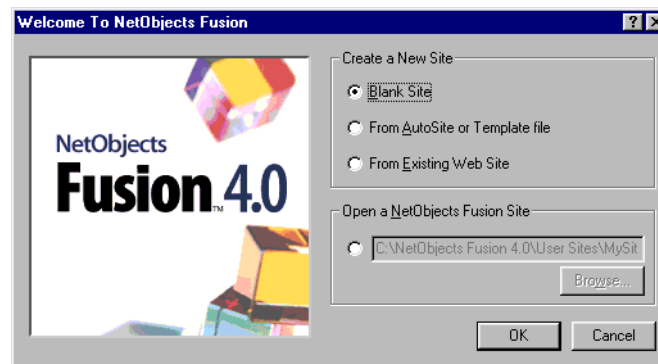 Welcome To NetObjects Fusion
NetObjects
Fusion™ 4.0
Create a New Site
Blank Site
From AutoSite or Template file
From Existing Web Site
Open a NetObjects Fusion Site
C:\NetObjects Fusion 4.0\User Sites\MySit
Browse...
OK
Cancel